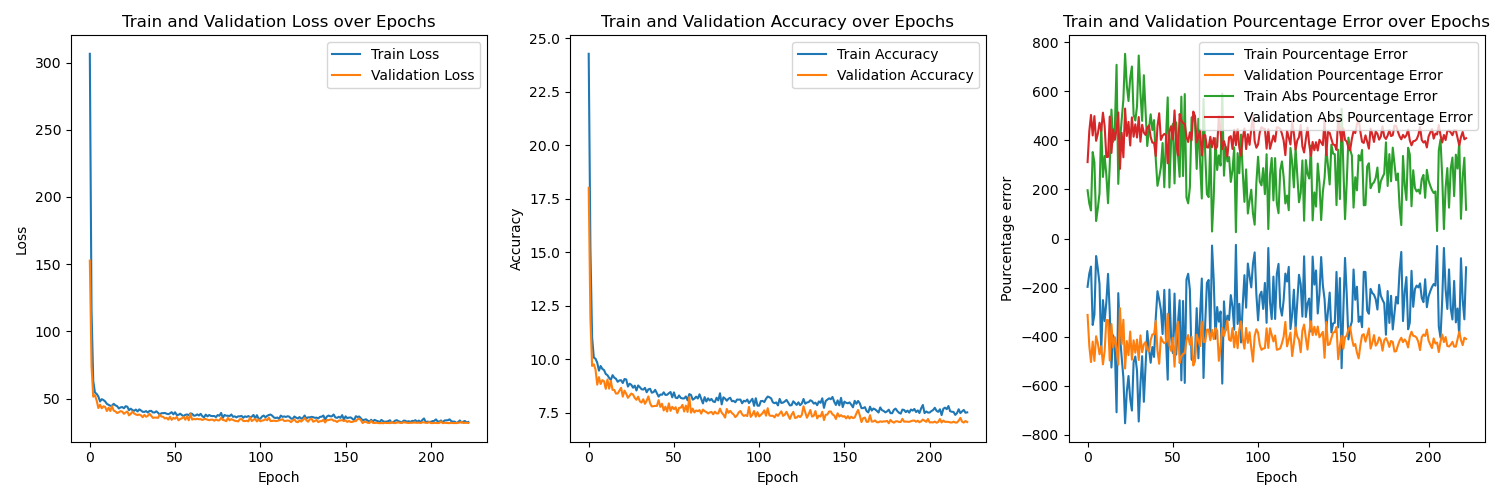 Train and Validation Loss over Epochs
Loss
300
250
200
150
100
50
0
50
100
150
200
Epoch
Train Loss
Validation Loss
Train and Validation Accuracy over Epochs
Accuracy
25.0
22.5
20.0
17.5
15.0
12.5
10.0
7.5
0
50
100
150
200
Epoch
Train Accuracy
Validation Accuracy
Train and Validation Pourcentage Error over Epochs
Pourcentage error
800
600
400
200
0
−200
−400
−600
−800
0
50
100
150
200
Epoch
Train Pourcentage Error
Validation Pourcentage Error
Train Abs Pourcentage Error
Validation Abs Pourcentage Error